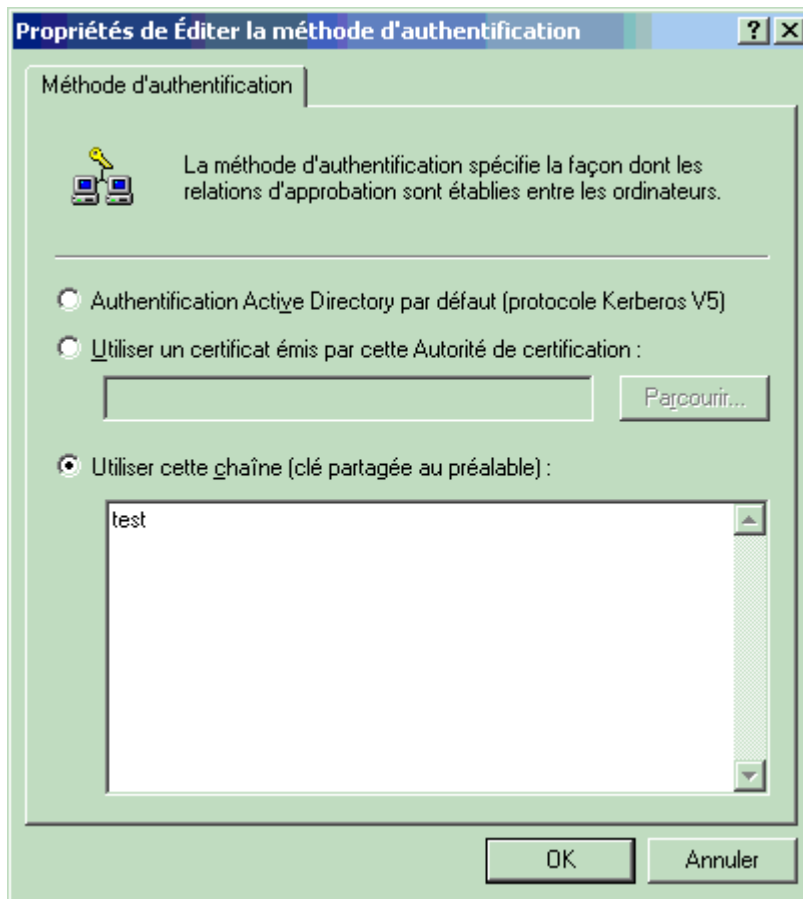 Propriétés de Éditer la méthode d'authentification
Méthode d'authentification
La méthode d'authentification spécifie la façon dont les
relations d'approbation sont établies entre les ordinateurs.
Authentification Active Directory par défaut (protocole Kerberos V5)
Utiliser un certificat émis par cette Autorité de certification :
Parcourir...
Utiliser cette chaîne (clé partagée au préalable) :
test
OK
Annuler